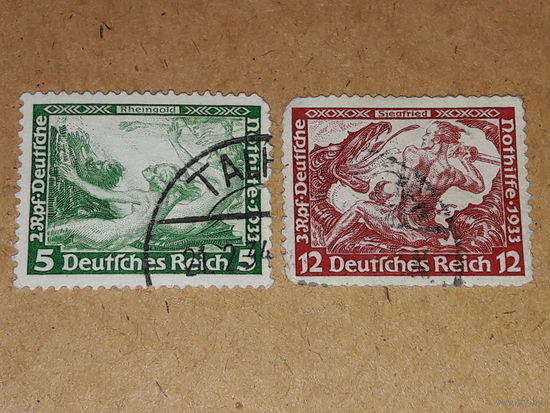 Rheingold
2.Rpf-Deutsche
Nothilfe·1933
5 Deutsches Reich 5
TAR
Siegfried
3.Rpf-Deutsche
Nothilfe·1933
12 Deutsches Reich 12